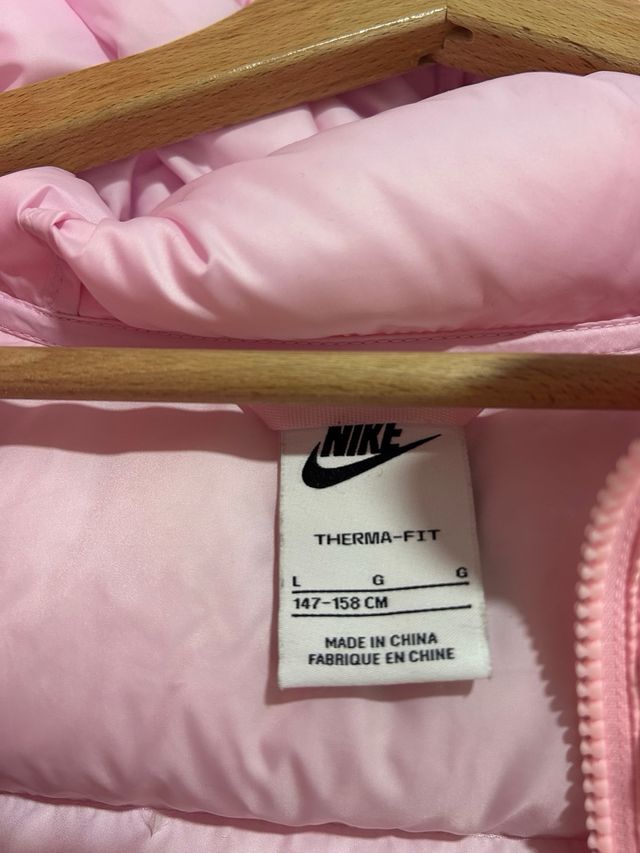 NIKE
THERMA-FIT
L G G
147-158 CM
MADE IN CHINA
FABRIQUE EN CHINE